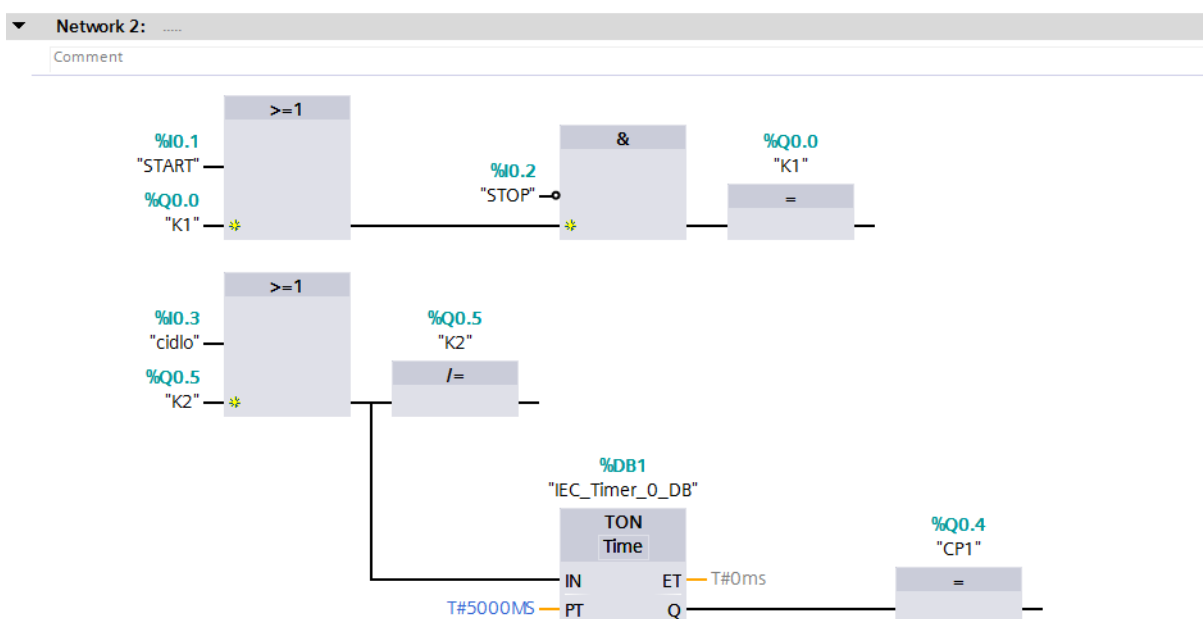 Network 2: .....
Comment
>=1
%I0.1
"START"
%Q0.0
"K1"
&
%I0.2
"STOP"
%Q0.0
"K1"
=
>=1
%I0.3
"cidlo"
%Q0.5
"K2"
%Q0.5
"K2"
/=
%DB1
"IEC_Timer_0_DB"
TON
Time
IN ET T#0ms
T#5000MS PT Q
%Q0.4
"CP1"
=